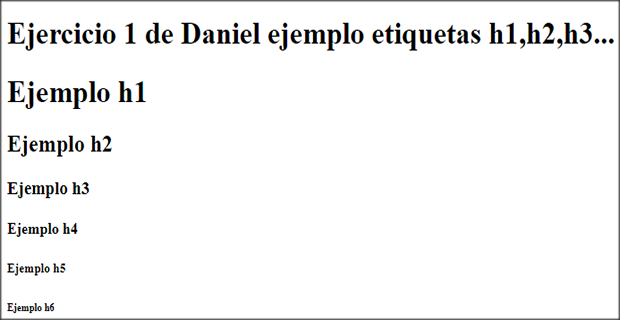 Ejercicio 1 de Daniel ejemplo etiquetas h1,h2,h3...
Ejemplo h1
Ejemplo h2
Ejemplo h3
Ejemplo h4
Ejemplo h5
Ejemplo h6